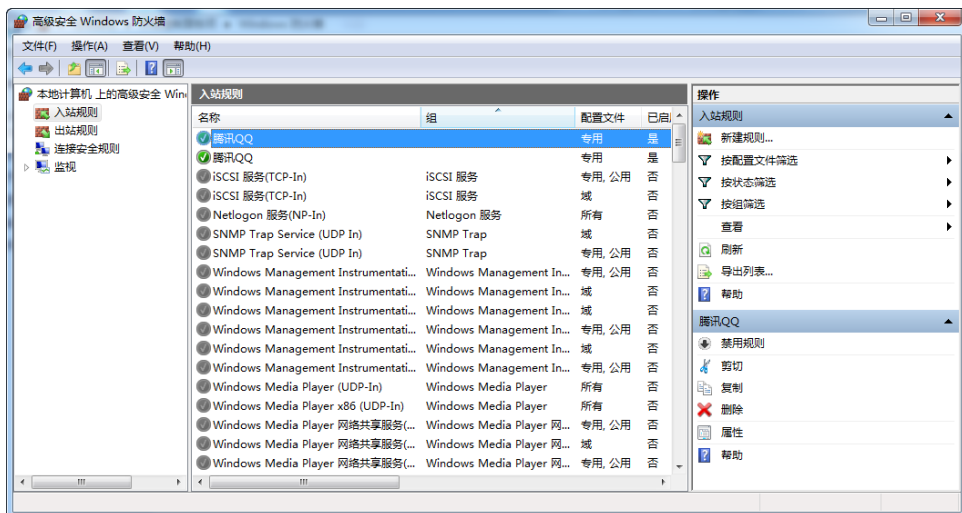 高级安全 Windows 防火墙
文件(F) 操作(A) 查看(V) 帮助(H)
本地计算机 上的高级安全 Win
入站规则
出站规则
连接安全规则
监视
入站规则
名称 组 配置文件 已启
腾讯QQ 专用 是
腾讯QQ 专用 是
iSCSI 服务(TCP-In) iSCSI 服务 专用, 公用 否
iSCSI 服务(TCP-In) iSCSI 服务 域 否
Netlogon 服务(NP-In) Netlogon 服务 所有 否
SNMP Trap Service (UDP In) SNMP Trap 域 否
SNMP Trap Service (UDP In) SNMP Trap 专用, 公用 否
Windows Management Instrumentati... Windows Management In... 专用, 公用 否
Windows Management Instrumentati... Windows Management In... 域 否
Windows Management Instrumentati... Windows Management In... 域 否
Windows Management Instrumentati... Windows Management In... 专用, 公用 否
Windows Management Instrumentati... Windows Management In... 域 否
Windows Management Instrumentati... Windows Management In... 专用, 公用 否
Windows Media Player (UDP-In) Windows Media Player 所有 否
Windows Media Player x86 (UDP-In) Windows Media Player 所有 否
Windows Media Player 网络共享服务(... Windows Media Player 网... 专用, 公用 否
Windows Media Player 网络共享服务(... Windows Media Player 网... 域 否
Windows Media Player 网络共享服务(... Windows Media Player 网... 专用, 公用 否
操作
入站规则
新建规则...
按配置文件筛选
按状态筛选
按组筛选
查看
刷新
导出列表...
帮助
腾讯QQ
禁用规则
剪切
复制
删除
属性
帮助